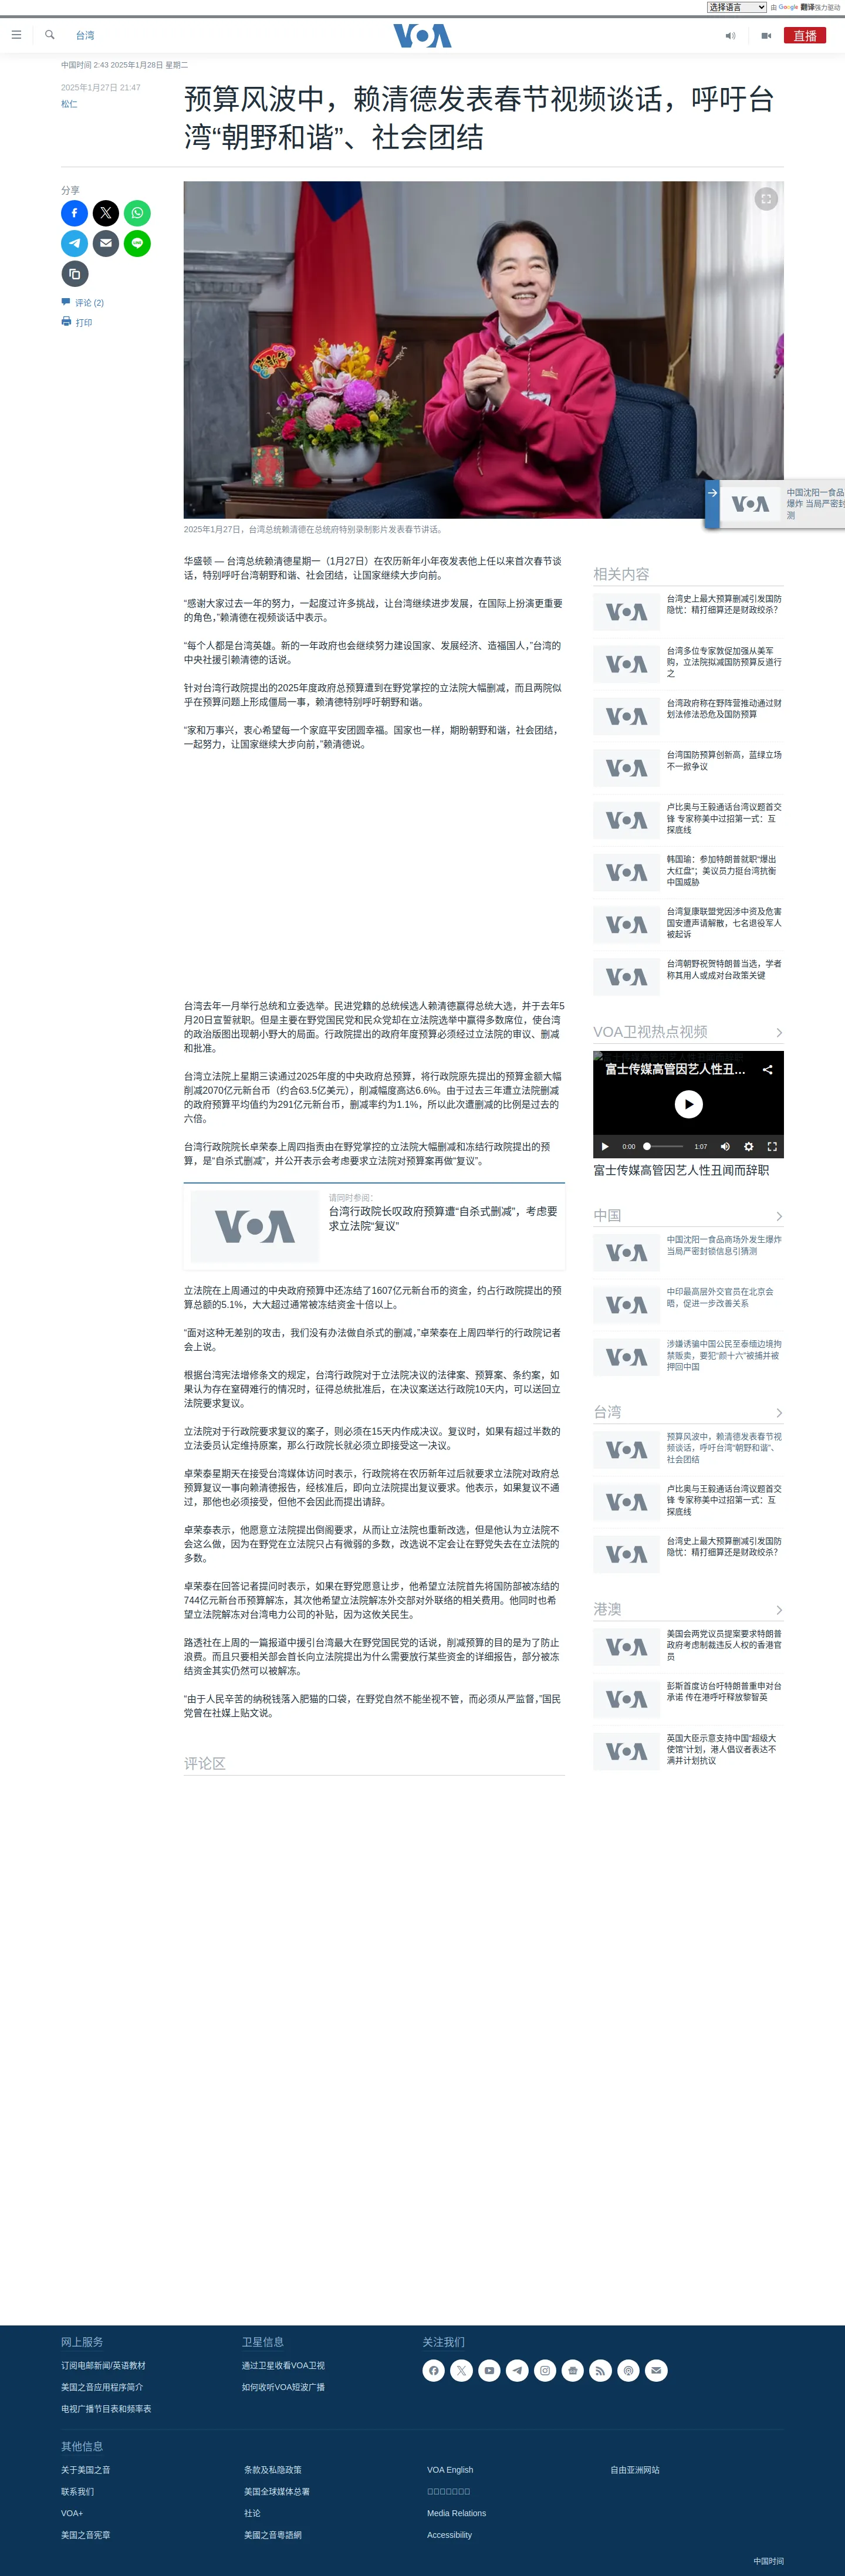 选择语言
由 Google 翻译强力驱动
台湾
VOA
直播
中国时间 2:43 2025年1月28日 星期二
2025年1月27日 21:47
松仁
预算风波中，赖清德发表春节视频谈话，呼吁台
湾“朝野和谐”、社会团结
分享
评论 (2)
打印
2025年1月27日，台湾总统赖清德在总统府特别录制影片发表春节讲话。
VOA
中国沈阳一食品
爆炸 当局严密封
测
华盛顿 — 台湾总统赖清德星期一（1月27日）在农历新年小年夜发表他上任以来首次春节谈
话，特别呼吁台湾朝野和谐、社会团结，让国家继续大步向前。
“感谢大家过去一年的努力，一起度过许多挑战，让台湾继续进步发展，在国际上扮演更重要
的角色，”赖清德在视频谈话中表示。
“每个人都是台湾英雄。新的一年政府也会继续努力建设国家、发展经济、造福国人，”台湾的
中央社援引赖清德的话说。
针对台湾行政院提出的2025年度政府总预算遭到在野党掌控的立法院大幅删减，而且两院似
乎在预算问题上形成僵局一事，赖清德特别呼吁朝野和谐。
“家和万事兴，衷心希望每一个家庭平安团圆幸福。国家也一样，期盼朝野和谐，社会团结，
一起努力，让国家继续大步向前，”赖清德说。
台湾去年一月举行总统和立委选举。民进党籍的总统候选人赖清德赢得总统大选，并于去年5
月20日宣誓就职。但是主要在野党国民党和民众党却在立法院选举中赢得多数席位，使台湾
的政治版图出现朝小野大的局面。行政院提出的政府年度预算必须经过立法院的审议、删减
和批准。
台湾立法院上星期三读通过2025年度的中央政府总预算，将行政院原先提出的预算金额大幅
削减2070亿元新台币（约合63.5亿美元），削减幅度高达6.6%。由于过去三年遭立法院删减
的政府预算平均值约为291亿元新台币，删减率约为1.1%，所以此次遭删减的比例是过去的
六倍。
台湾行政院院长卓荣泰上周四指责由在野党掌控的立法院大幅删减和冻结行政院提出的预
算，是“自杀式删减”，并公开表示会考虑要求立法院对预算案再做“复议”。
VOA
请同时参阅：
台湾行政院长叹政府预算遭“自杀式删减”，考虑要
求立法院“复议”
立法院在上周通过的中央政府预算中还冻结了1607亿元新台币的资金，约占行政院提出的预
算总额的5.1%，大大超过通常被冻结资金十倍以上。
“面对这种无差别的攻击，我们没有办法做自杀式的删减，”卓荣泰在上周四举行的行政院记者
会上说。
根据台湾宪法增修条文的规定，台湾行政院对于立法院决议的法律案、预算案、条约案，如
果认为存在窒碍难行的情况时，征得总统批准后，在决议案送达行政院10天内，可以送回立
法院要求复议。
立法院对于行政院要求复议的案子，则必须在15天内作成决议。复议时，如果有超过半数的
立法委员认定维持原案，那么行政院长就必须立即接受这一决议。
卓荣泰星期天在接受台湾媒体访问时表示，行政院将在农历新年过后就要求立法院对政府总
预算复议一事向赖清德报告，经核准后，即向立法院提出复议要求。他表示，如果复议不通
过，那他也必须接受，但他不会因此而提出请辞。
卓荣泰表示，他愿意立法院提出倒阁要求，从而让立法院也重新改选，但是他认为立法院不
会这么做，因为在野党在立法院只占有微弱的多数，改选说不定会让在野党失去在立法院的
多数。
卓荣泰在回答记者提问时表示，如果在野党愿意让步，他希望立法院首先将国防部被冻结的
744亿元新台币预算解冻，其次他希望立法院解冻外交部对外联络的相关费用。他同时也希
望立法院解冻对台湾电力公司的补贴，因为这攸关民生。
路透社在上周的一篇报道中援引台湾最大在野党国民党的话说，削减预算的目的是为了防止
浪费。而且只要相关部会首长向立法院提出为什么需要放行某些资金的详细报告，部分被冻
结资金其实仍然可以被解冻。
“由于人民辛苦的纳税钱落入肥猫的口袋，在野党自然不能坐视不管，而必须从严监督，”国民
党曾在社媒上贴文说。
评论区
相关内容
VOA
台湾史上最大预算删减引发国防
隐忧：精打细算还是财政绞杀？
VOA
台湾多位专家敦促加强从美军
购，立法院拟减国防预算反道行
之
VOA
台湾政府称在野阵营推动通过财
划法修法恐危及国防预算
VOA
台湾国防预算创新高，蓝绿立场
不一掀争议
VOA
卢比奥与王毅通话台湾议题首交
锋 专家称美中过招第一式：互
探底线
VOA
韩国瑜：参加特朗普就职“爆出
大红盘”；美议员力挺台湾抗衡
中国威胁
VOA
台湾复康联盟党因涉中资及危害
国安遭声请解散，七名退役军人
被起诉
VOA
台湾朝野祝贺特朗普当选，学者
称其用人或成对台政策关键
VOA卫视热点视频
富士传媒高管因艺人性丑...
0:00
1:07
富士传媒高管因艺人性丑闻而辞职
中国
VOA
中国沈阳一食品商场外发生爆炸
当局严密封锁信息引猜测
VOA
中印最高层外交官员在北京会
晤，促进一步改善关系
VOA
涉嫌诱骗中国公民至泰缅边境拘
禁贩卖，要犯“颜十六”被捕并被
押回中国
台湾
VOA
预算风波中，赖清德发表春节视
频谈话，呼吁台湾“朝野和谐”、
社会团结
VOA
卢比奥与王毅通话台湾议题首交
锋 专家称美中过招第一式：互
探底线
VOA
台湾史上最大预算删减引发国防
隐忧：精打细算还是财政绞杀？
港澳
VOA
美国会两党议员提案要求特朗普
政府考虑制裁违反人权的香港官
员
VOA
彭斯首度访台吁特朗普重申对台
承诺 传在港呼吁释放黎智英
VOA
英国大臣示意支持中国“超级大
使馆”计划，港人倡议者表达不
满并计划抗议
网上服务
订阅电邮新闻/英语教材
美国之音应用程序简介
电视广播节目表和频率表
卫星信息
通过卫星收看VOA卫视
如何收听VOA短波广播
关注我们
其他信息
关于美国之音
联系我们
VOA+
美国之音宪章
条款及私隐政策
美国全球媒体总署
社论
美國之音粵語網
VOA English
Media Relations
Accessibility
自由亚洲网站
中国时间